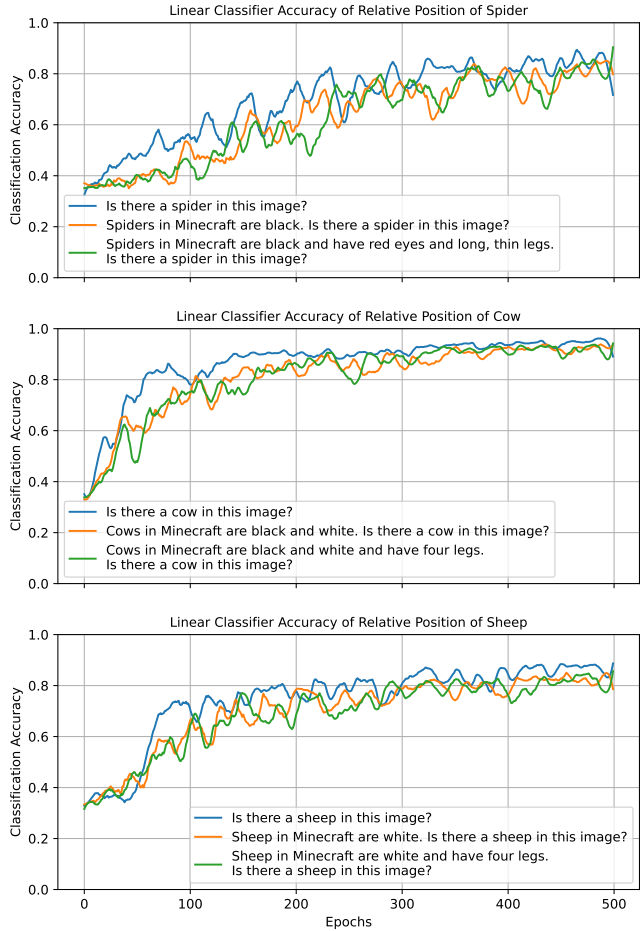 Linear Classifier Accuracy of Relative Position of Spider
1.0
0.8
0.6
0.4
0.2
0.0
Classification Accuracy
Is there a spider in this image?
Spiders in Minecraft are black. Is there a spider in this image?
Spiders in Minecraft are black and have red eyes and long, thin legs.
Is there a spider in this image?
Linear Classifier Accuracy of Relative Position of Cow
1.0
0.8
0.6
0.4
0.2
0.0
Classification Accuracy
Is there a cow in this image?
Cows in Minecraft are black and white. Is there a cow in this image?
Cows in Minecraft are black and white and have four legs.
Is there a cow in this image?
Linear Classifier Accuracy of Relative Position of Sheep
1.0
0.8
0.6
0.4
0.2
0.0
Classification Accuracy
Is there a sheep in this image?
Sheep in Minecraft are white. Is there a sheep in this image?
Sheep in Minecraft are white and have four legs.
Is there a sheep in this image?
0 100 200 300 400 500
Epochs